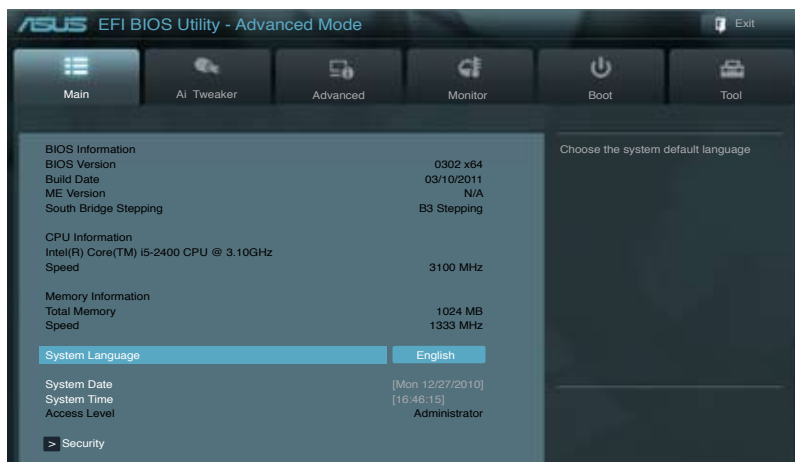 ASUS EFI BIOS Utility - Advanced Mode Exit
Main Ai Tweaker Advanced Monitor Boot Tool
Choose the system default language
BIOS Information
BIOS Version 0302 x64
Build Date 03/10/2011
ME Version N/A
South Bridge Stepping B3 Stepping
CPU Information
Intel(R) Core(TM) i5-2400 CPU @ 3.10GHz
Speed 3100 MHz
Memory Information
Total Memory 1024 MB
Speed 1333 MHz
System Language English
System Date [Mon 12/27/2010]
System Time [16:46:15]
Access Level Administrator
> Security